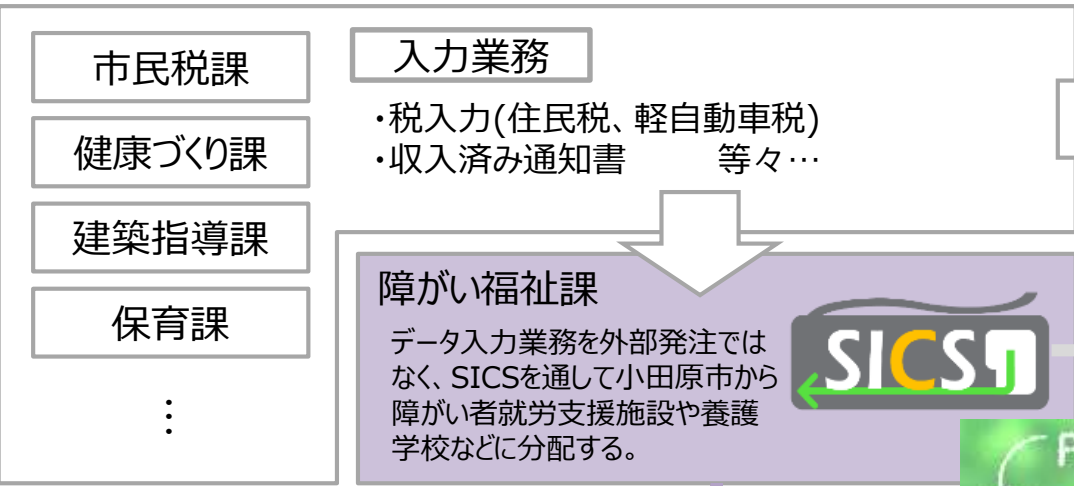 市民税課
健康づくり課
建築指導課
保育課
⋮
入力業務
・税入力(住民税、軽自動車税)
・収入済み通知書　　等々…
障がい福祉課
データ入力業務を外部発注では
なく、SICSを通して小田原市から
障がい者就労支援施設や養護
学校などに分配する。
SICS